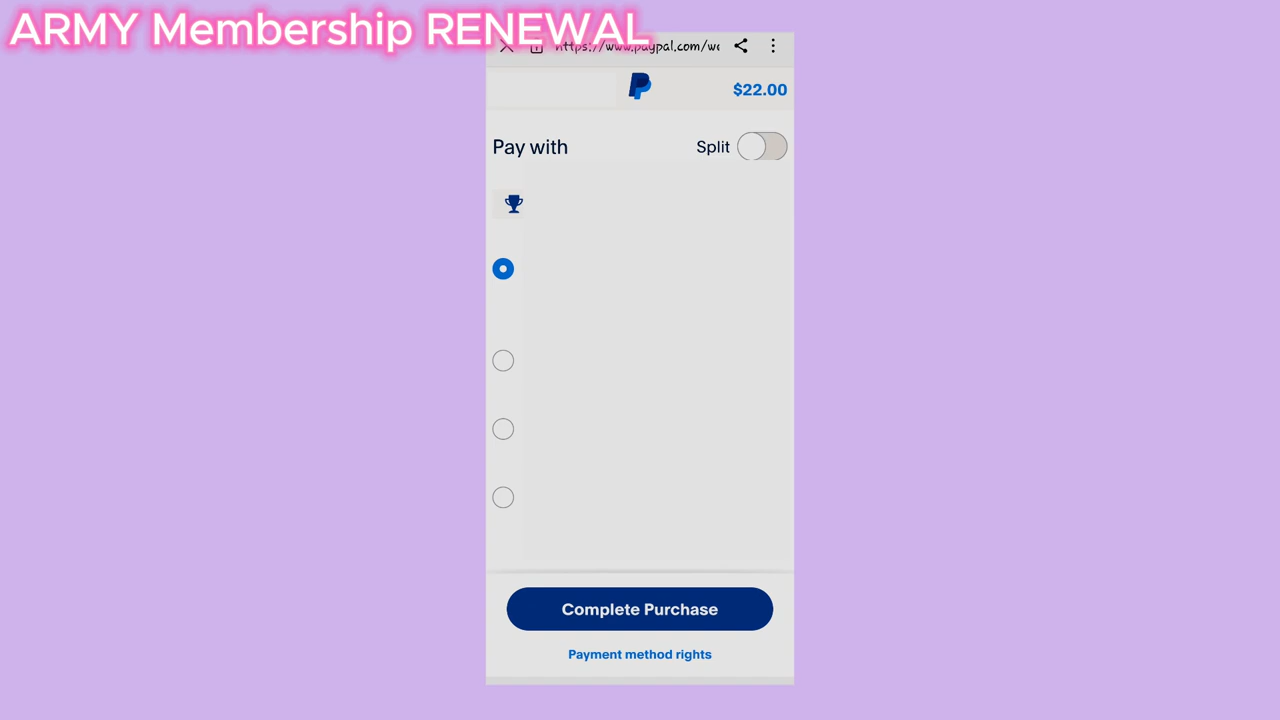 ARMY Membership RENEWAL
https://www.paypal.com/we
$22.00
Pay with
Split
Complete Purchase
Payment method rights